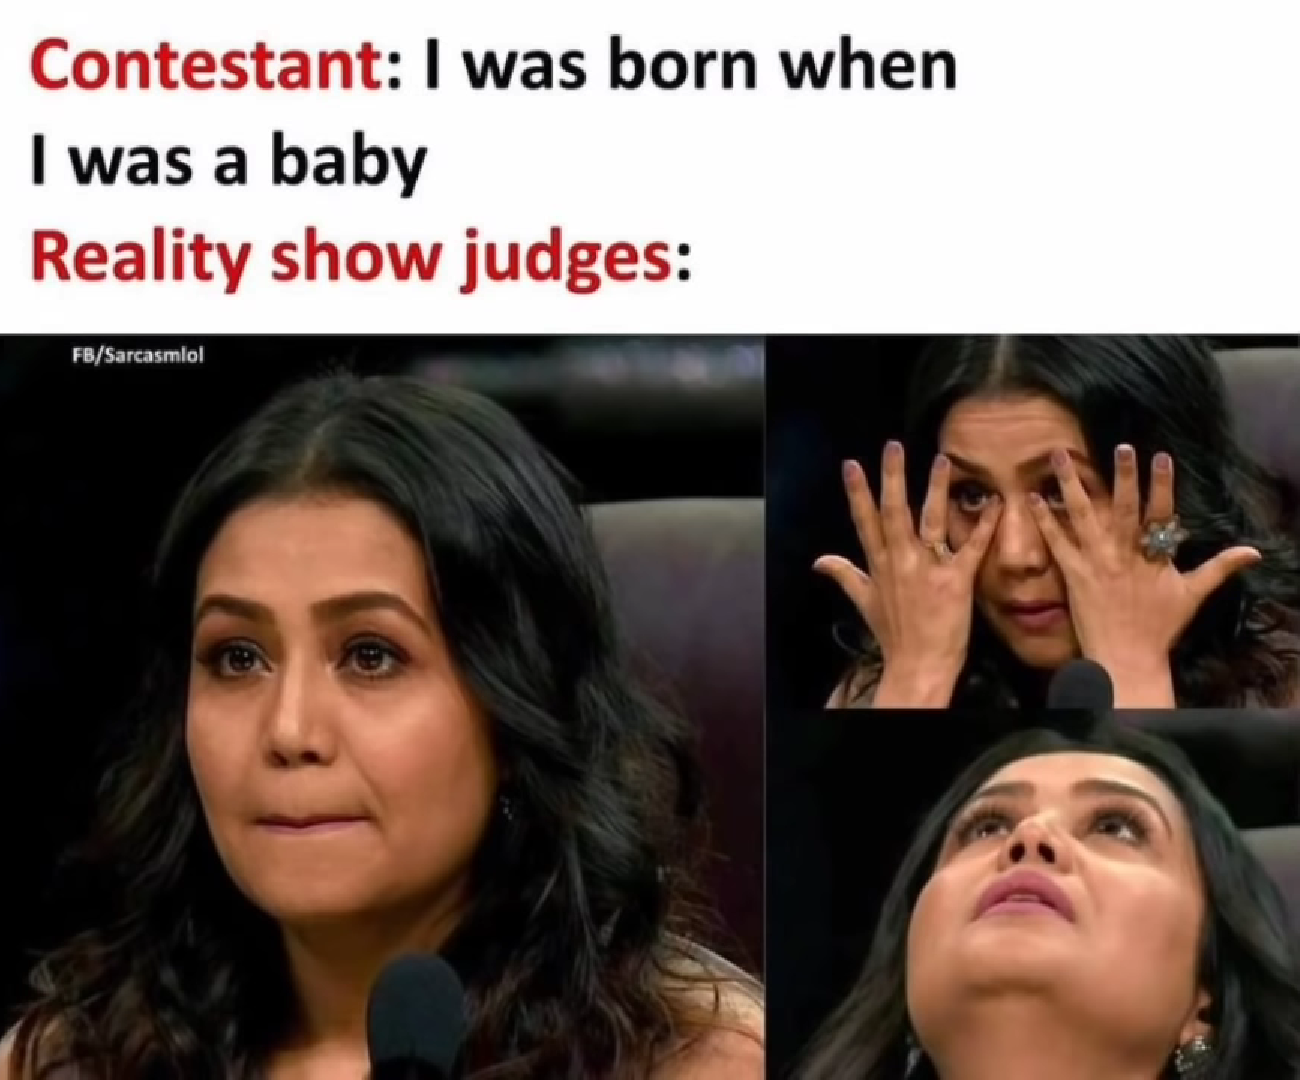 Contestant: I was born when
I was a baby
Reality show judges:
FB/Sarcasmlol